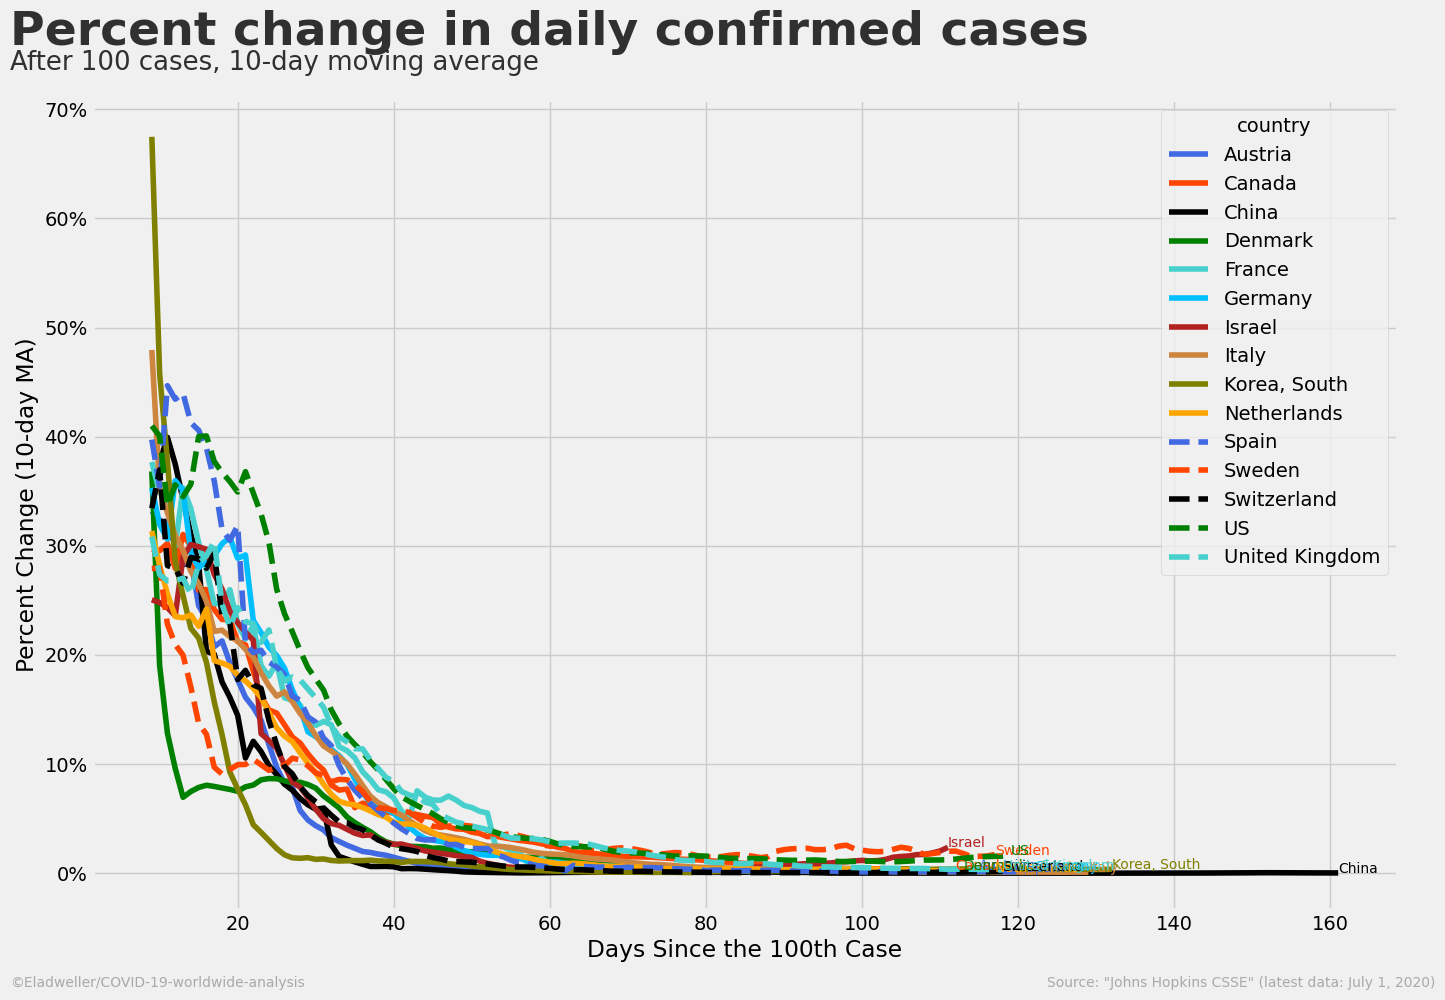 Percent change in daily confirmed cases
After 100 cases, 10-day moving average
Percent Change (10-day MA)
70%
60%
50%
40%
30%
20%
10%
0%
country
Austria
Canada
China
Denmark
France
Germany
Israel
Italy
Korea, South
Netherlands
Spain
Sweden
Switzerland
US
United Kingdom
Israel
Sweden
US
Switzerland
Korea, South
China
20
40
60
80
100
120
140
160
Days Since the 100th Case
©Eladweller/COVID-19-worldwide-analysis
Source: "Johns Hopkins CSSE" (latest data: July 1, 2020)